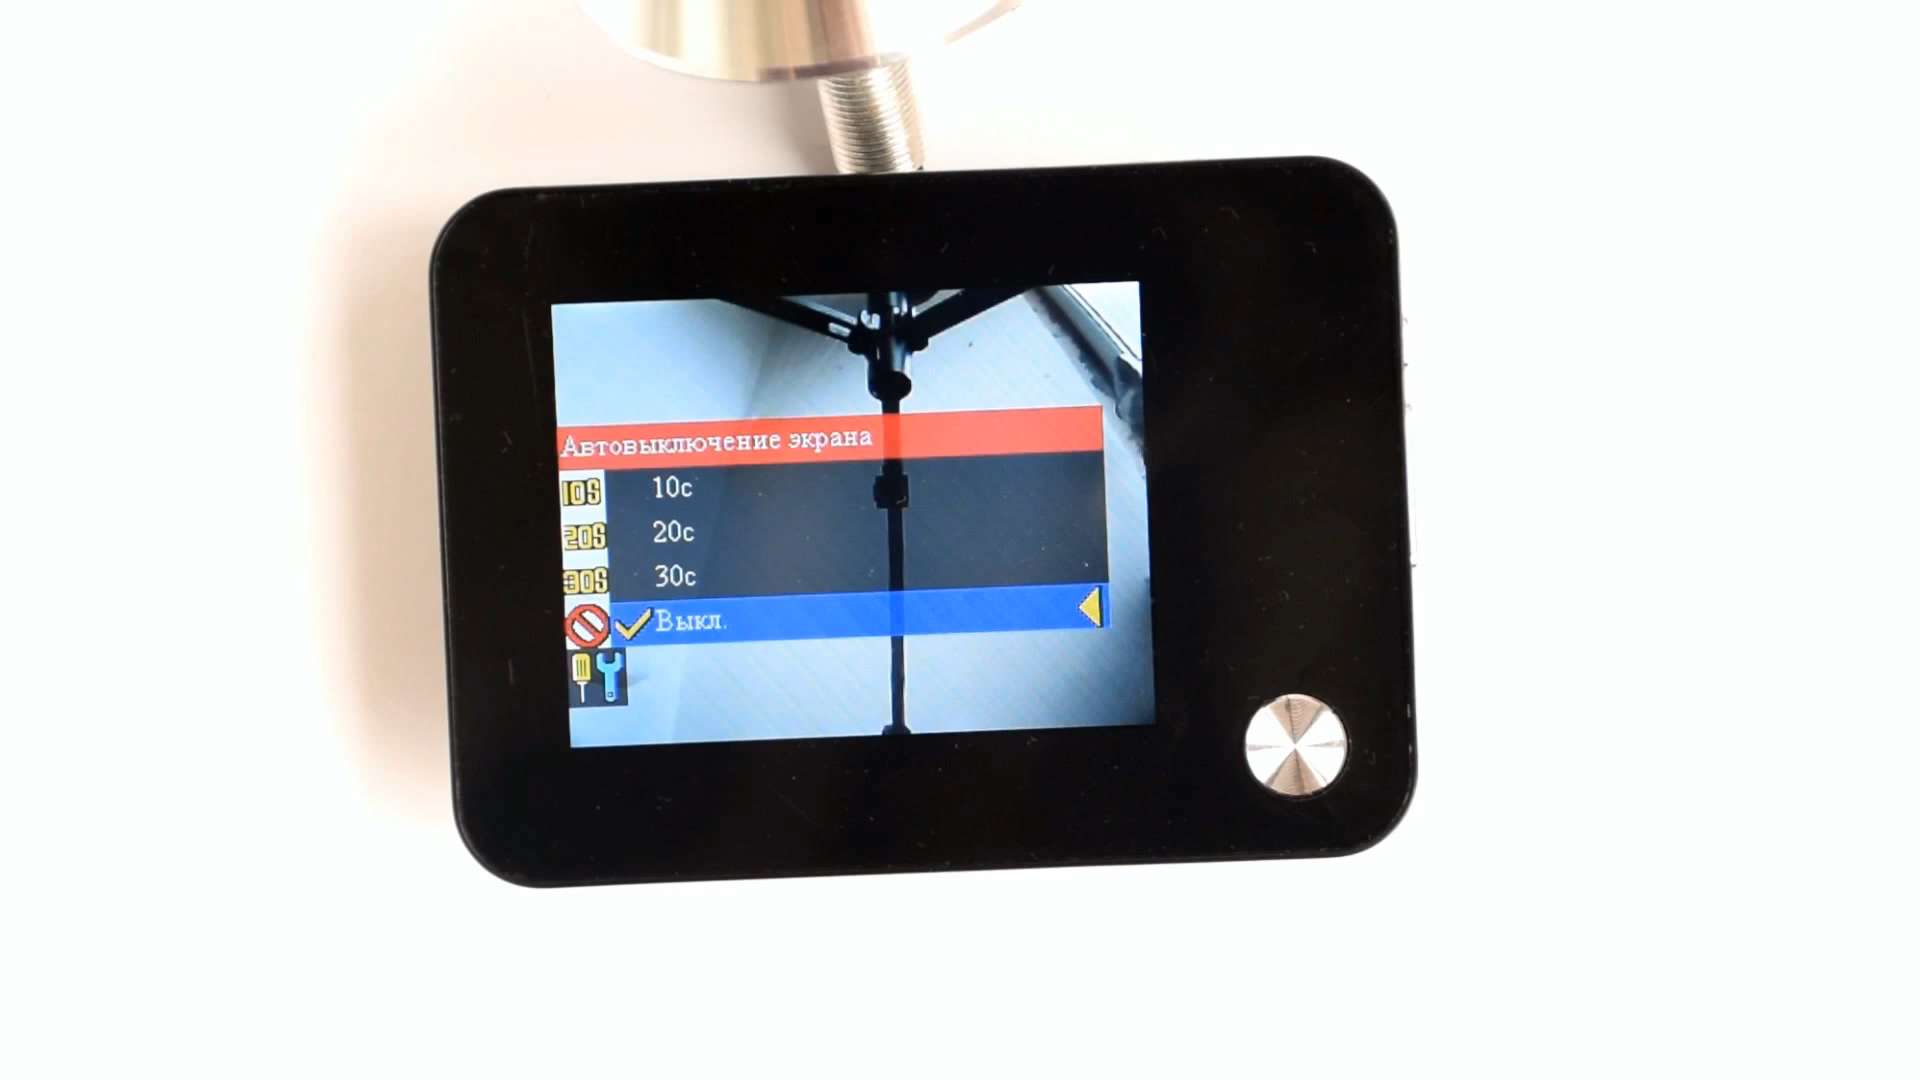 Автовыключение экрана
10S 10с
20S 20с
30S 30с
Выкл.